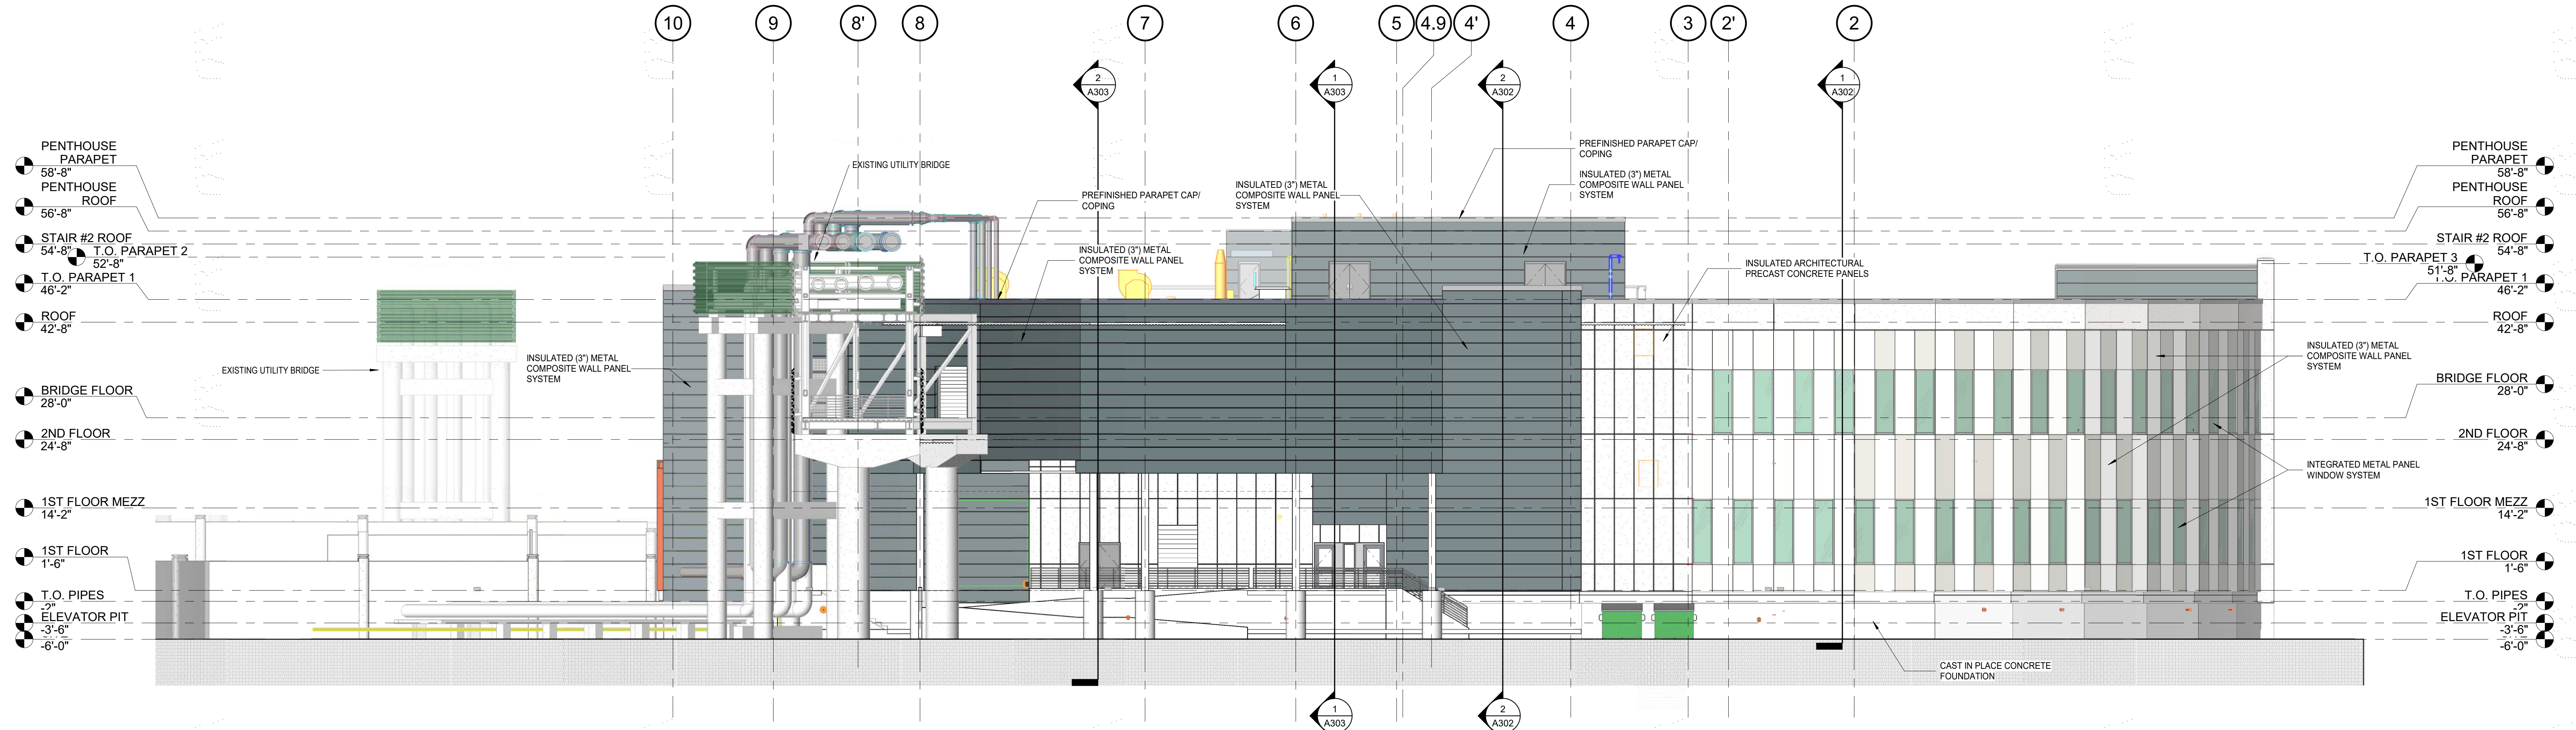 10 9 8' 8 7 6 5 4.9 4' 4 3 2' 2
2
A303
1
A303
2
A302
1
A302
PENTHOUSE
PARAPET
58'-8"
PENTHOUSE
ROOF
56'-8"
STAIR #2 ROOF
54'-8"
T.O. PARAPET 2
52'-8"
T.O. PARAPET 1
46'-2"
ROOF
42'-8"
BRIDGE FLOOR
28'-0"
2ND FLOOR
24'-8"
1ST FLOOR MEZZ
14'-2"
1ST FLOOR
1'-6"
T.O. PIPES
-2"
ELEVATOR PIT
-3'-6"
-6'-0"
EXISTING UTILITY BRIDGE
INSULATED (3") METAL
COMPOSITE WALL PANEL
SYSTEM
EXISTING UTILITY BRIDGE
PREFINISHED PARAPET CAP/
COPING
INSULATED (3") METAL
COMPOSITE WALL PANEL
SYSTEM
INSULATED (3") METAL
COMPOSITE WALL PANEL
SYSTEM
PREFINISHED PARAPET CAP/
COPING
INSULATED (3") METAL
COMPOSITE WALL PANEL
SYSTEM
INSULATED ARCHITECTURAL
PRECAST CONCRETE PANELS
INSULATED (3") METAL
COMPOSITE WALL PANEL
SYSTEM
INTEGRATED METAL PANEL
WINDOW SYSTEM
CAST IN PLACE CONCRETE
FOUNDATION
1
A303
2
A302
PENTHOUSE
PARAPET
58'-8"
PENTHOUSE
ROOF
56'-8"
STAIR #2 ROOF
54'-8"
T.O. PARAPET 3
51'-8"
T.O. PARAPET 1
46'-2"
ROOF
42'-8"
BRIDGE FLOOR
28'-0"
2ND FLOOR
24'-8"
1ST FLOOR MEZZ
14'-2"
1ST FLOOR
1'-6"
T.O. PIPES
-2"
ELEVATOR PIT
-3'-6"
-6'-0"